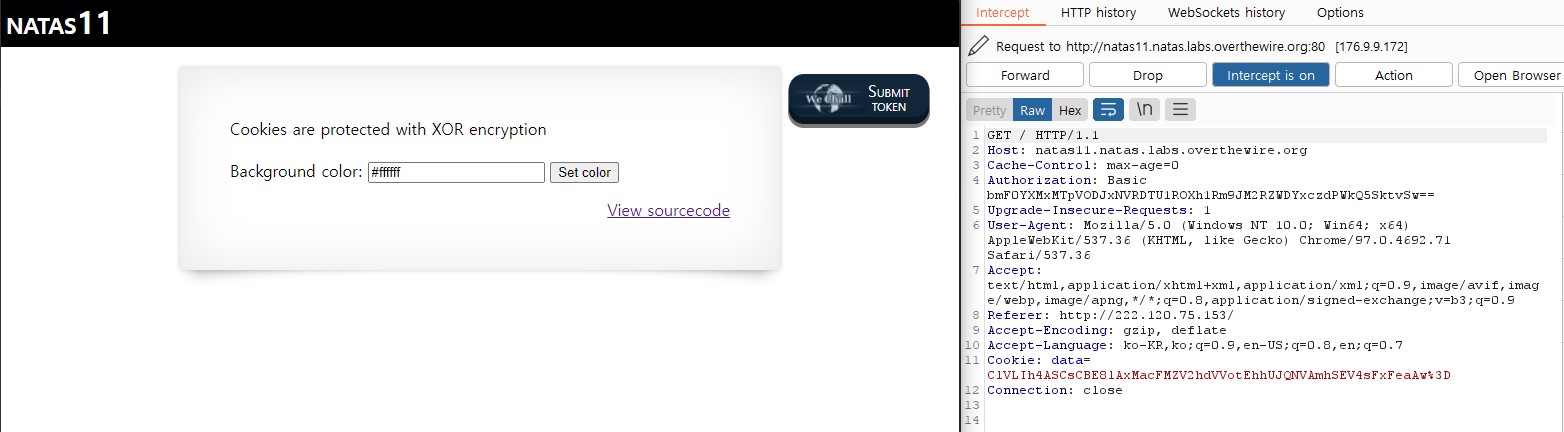 NATAS11
Cookies are protected with XOR encryption
Background color: #ffffff Set color
View sourcecode
We Chall SUBMIT TOKEN
Intercept HTTP history WebSockets history Options
Request to http://natas11.natas.labs.overthewire.org:80 [176.9.9.172]
Forward Drop Intercept is on Action Open Browser
Pretty Raw Hex \n
1 GET / HTTP/1.1
2 Host: natas11.natas.labs.overthewire.org
3 Cache-Control: max-age=0
4 Authorization: Basic
bmF0YXMxMTpVODJxNVRDTU1ROXh1Rm9JM2RZWDYxczdPWkQ5SktvSw==
5 Upgrade-Insecure-Requests: 1
6 User-Agent: Mozilla/5.0 (Windows NT 10.0; Win64; x64)
AppleWebKit/537.36 (KHTML, like Gecko) Chrome/97.0.4692.71
Safari/537.36
7 Accept:
text/html,application/xhtml+xml,application/xml;q=0.9,image/avif,imag
e/webp,image/apng,*/*;q=0.8,application/signed-exchange;v=b3;q=0.9
8 Referer: http://222.120.75.153/
9 Accept-Encoding: gzip, deflate
10 Accept-Language: ko-KR,ko;q=0.9,en-US;q=0.8,en;q=0.7
11 Cookie: data=
ClVLIh4ASCsCBE8lAxMacFMZV2hdVVotEhhUJQNVAmhSEV4sFxFeaAw%3D
12 Connection: close
13
14